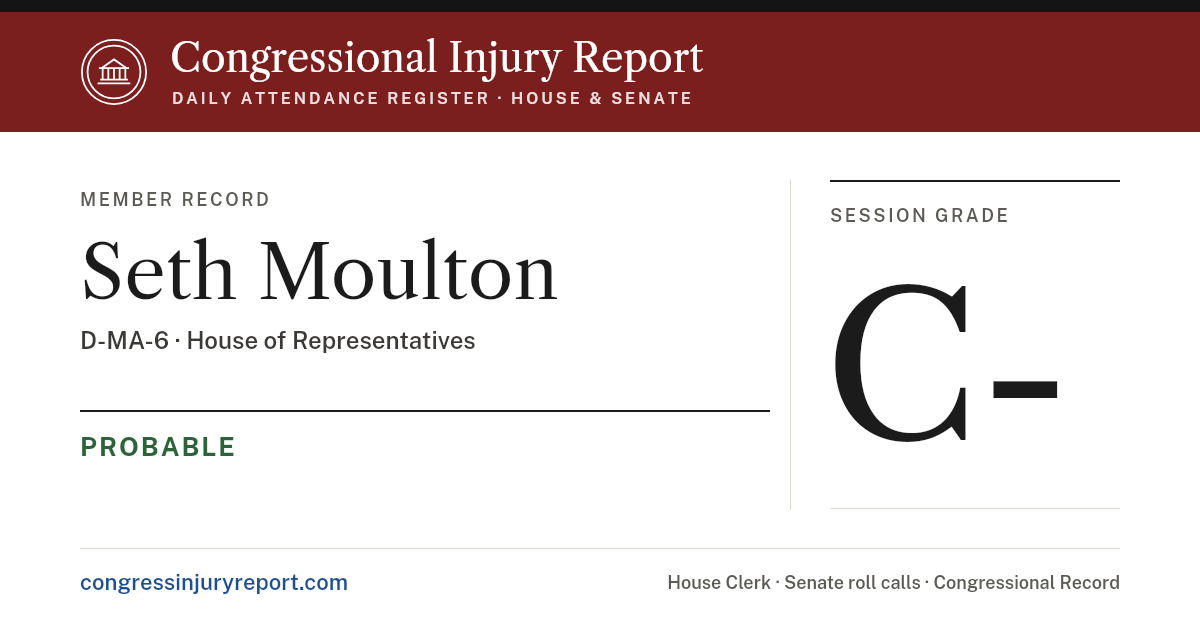 Congressional Injury Report
DAILY ATTENDANCE REGISTER · HOUSE & SENATE
MEMBER RECORD
Seth Moulton
D-MA-6 · House of Representatives
PROBABLE
SESSION GRADE
C-
congressinjuryreport.com
House Clerk · Senate roll calls · Congressional Record